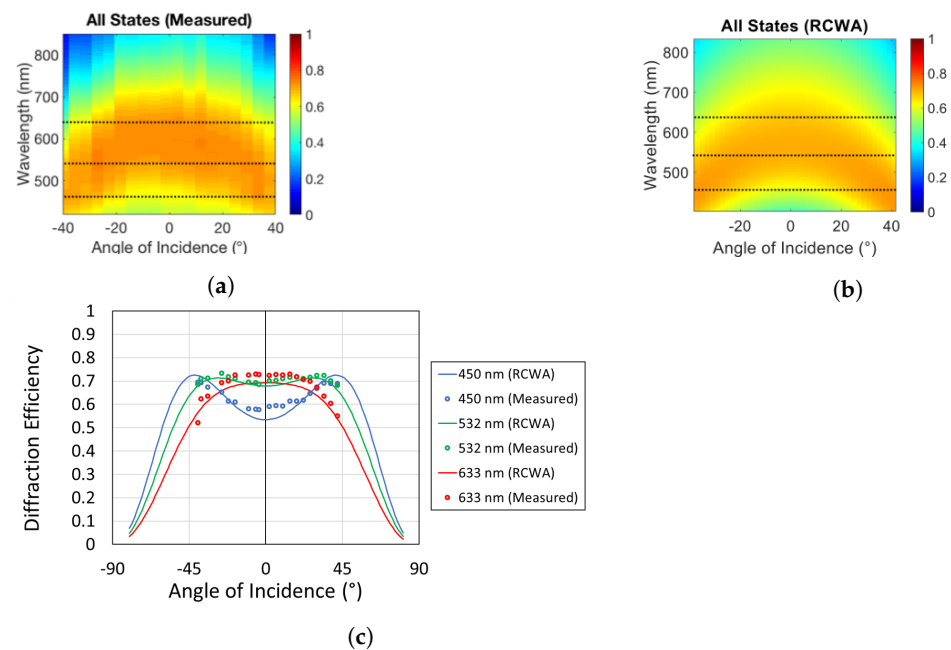 All States (Measured)
Wavelength (nm)
800
700
600
500
-40
-20
0
20
40
Angle of Incidence (°)
1
0.8
0.6
0.4
0.2
0
(a)
All States (RCWA)
Wavelength (nm)
800
700
600
500
-20
0
20
40
Angle of Incidence (°)
1
0.8
0.6
0.4
0.2
0
(b)
Diffraction Efficiency
1
0.9
0.8
0.7
0.6
0.5
0.4
0.3
0.2
0.1
0
-90
-45
0
45
90
Angle of Incidence (°)
450 nm (RCWA)
450 nm (Measured)
532 nm (RCWA)
532 nm (Measured)
633 nm (RCWA)
633 nm (Measured)
(c)